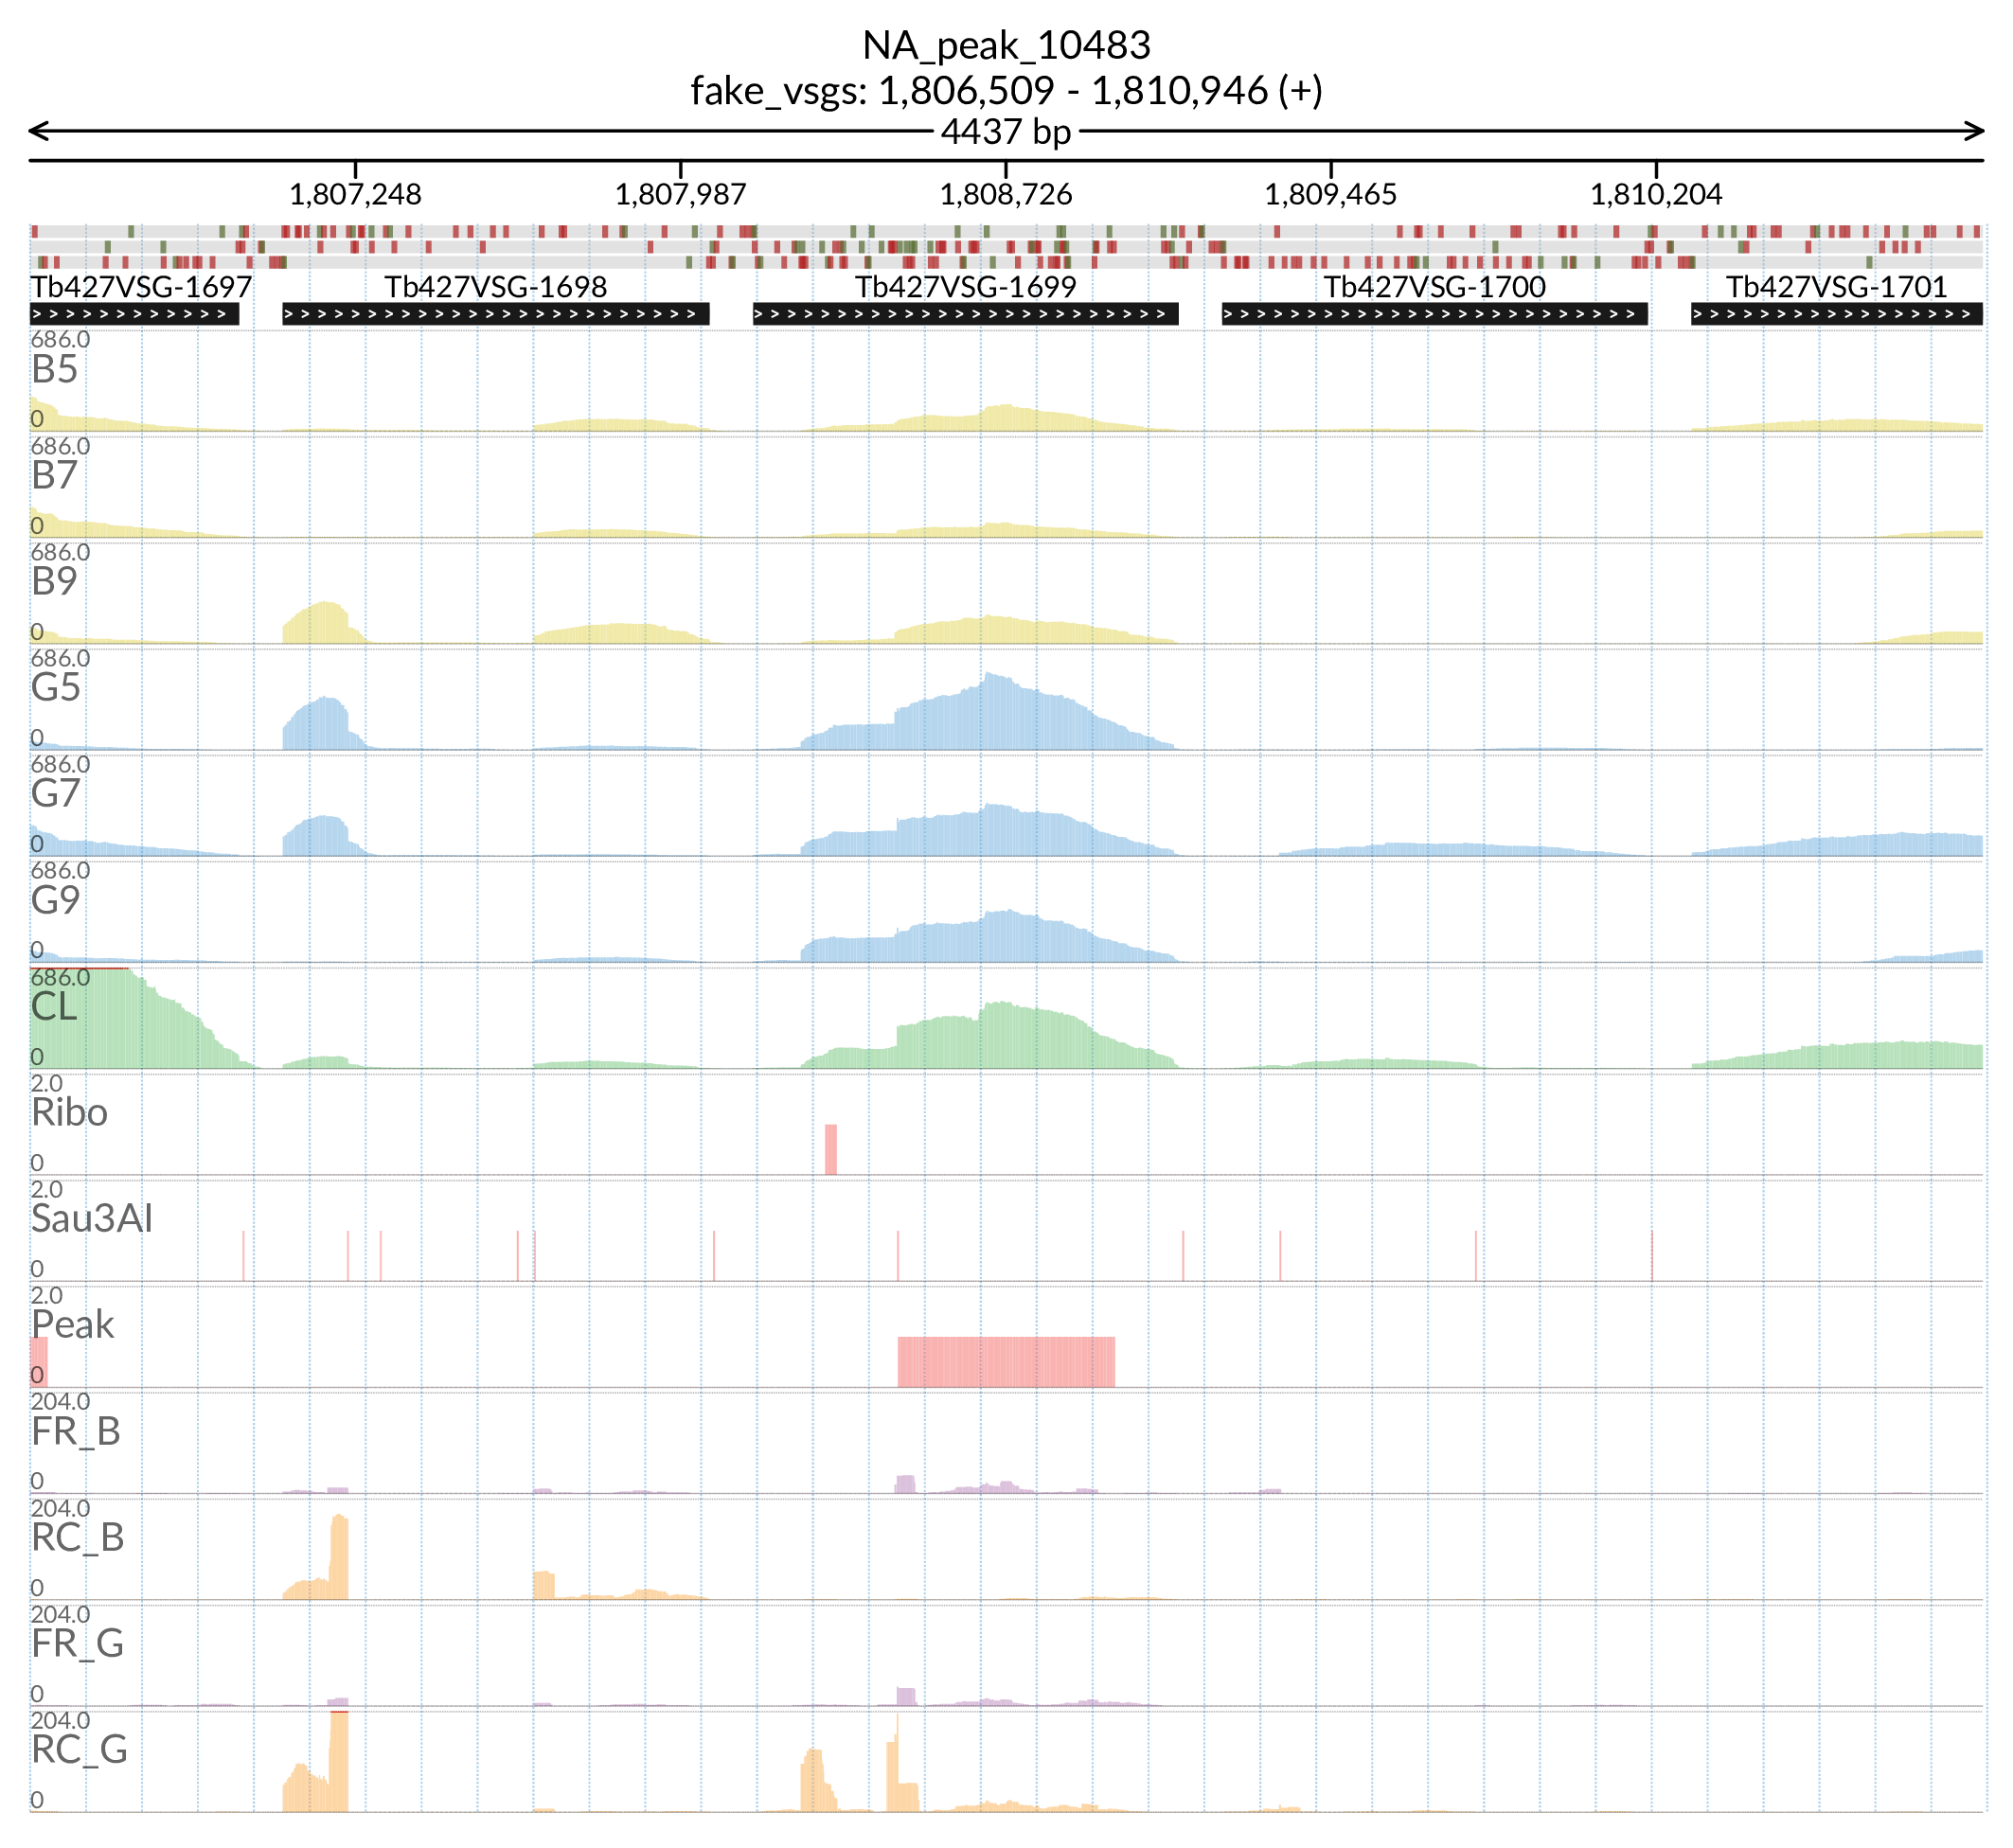 NA_peak_10483
fake_vsgs: 1,806,509 - 1,810,946 (+)
4437 bp
1,807,248 1,807,987 1,808,726 1,809,465 1,810,204
Tb427VSG-1697 Tb427VSG-1698 Tb427VSG-1699 Tb427VSG-1700 Tb427VSG-1701
686.0
B5
0
686.0
B7
0
686.0
B9
0
686.0
G5
0
686.0
G7
0
686.0
G9
0
686.0
CL
0
2.0
Ribo
0
2.0
Sau3AI
0
2.0
Peak
0
204.0
FR_B
0
204.0
RC_B
0
204.0
FR_G
0
204.0
RC_G
0